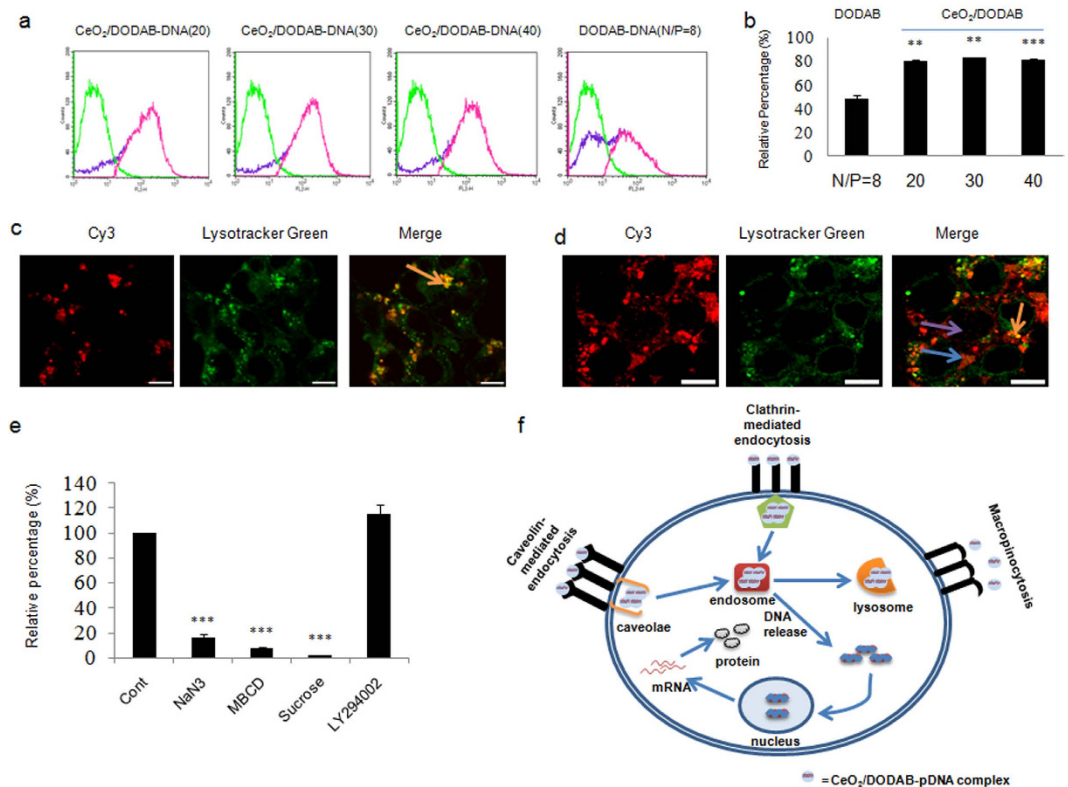 a
CeO2/DODAB-DNA(20)
CeO2/DODAB-DNA(30)
CeO2/DODAB-DNA(40)
DODAB-DNA(N/P=8)
b
DODAB
CeO2/DODAB
Relative Percentage (%)
100
80
60
40
20
0
**
**
***
N/P=8
20
30
40
c
Cy3
Lysotracker Green
Merge
d
Cy3
Lysotracker Green
Merge
e
Relative percentage (%)
140
120
100
80
60
40
20
0
***
***
***
Cont
NaN3
MBCD
Sucrose
LY294002
f
Clathrin-
mediated
endocytosis
Caveolin-
mediated
endocytosis
Macropinocytosis
caveolae
endosome
lysosome
DNA
release
protein
mRNA
nucleus
= CeO2/DODAB-pDNA complex